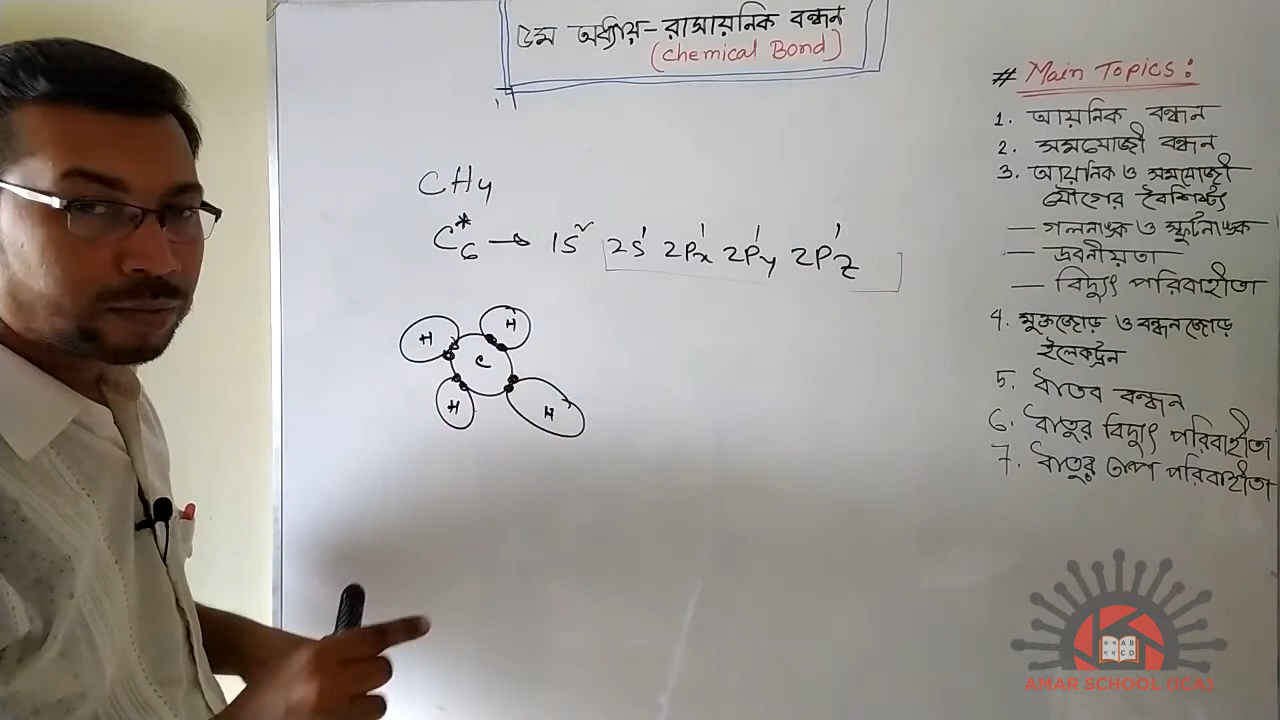 ৫ম অধ্যায়-রাসায়নিক বন্ধন
(Chemical Bond)
# Main Topics:
1. আয়নিক বন্ধন
2. সমযোজী বন্ধন
3. আয়নিক ও সমযোজী
যৌগের বৈশিষ্ট্য
— গলনাঙ্ক ও স্ফুটনাঙ্ক
— দ্রবনীয়তা
— বিদ্যুৎ পরিবাহীতা
4. মুক্তজোড় ও বন্ধনজোড়
ইলেকট্রন
5. ধাতব বন্ধন
6. ধাতুর বিদ্যুৎ পরিবাহীতা
7. ধাতুর তাপ পরিবাহীতা
CH4
C*6 → 1S² 2S¹ 2Px¹ 2Py¹ 2Pz¹
H H
C
H H
AMAR SCHOOL (ICA)